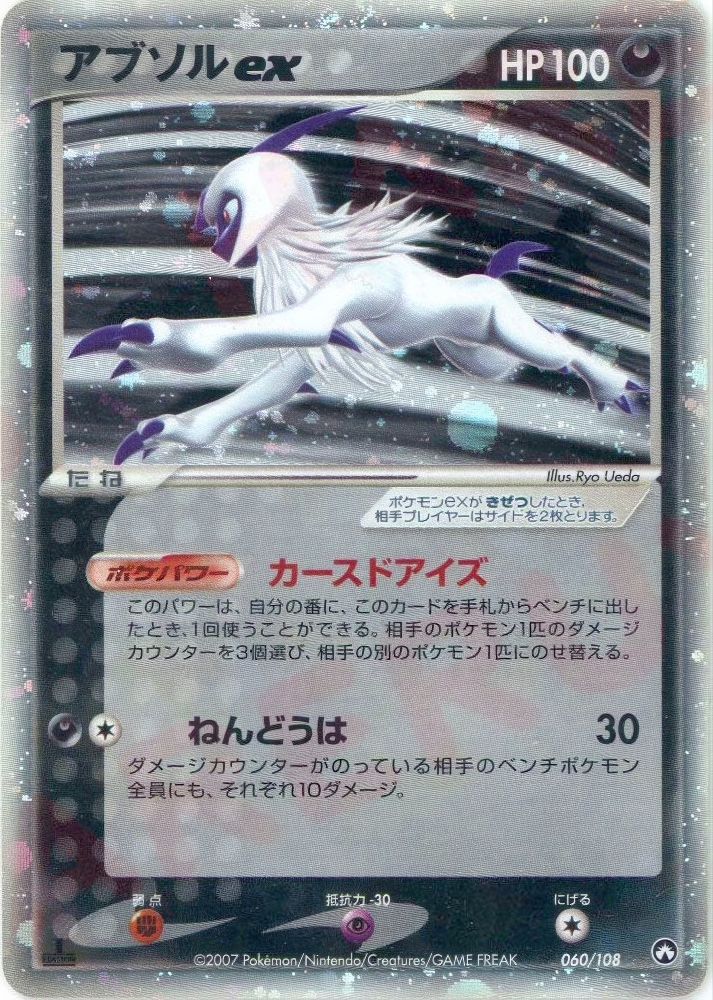 アブソルex HP100
たね
Illus.Ryo Ueda
ポケモンexが きぜつしたとき、
相手プレイヤーはサイドを2枚とります。
ポケパワー カースドアイズ
このパワーは、自分の番に、このカードを手札からベンチに出し
たとき、1回使うことができる。相手のポケモン1匹のダメージ
カウンターを3個選び、相手の別のポケモン1匹にのせ替える。
ねんどうは 30
ダメージカウンターがのっている相手のベンチポケモン
全員にも、それぞれ10ダメージ。
弱点 抵抗力 -30 にげる
1
EDITION
©2007 Pokémon/Nintendo/Creatures/GAME FREAK 060/108